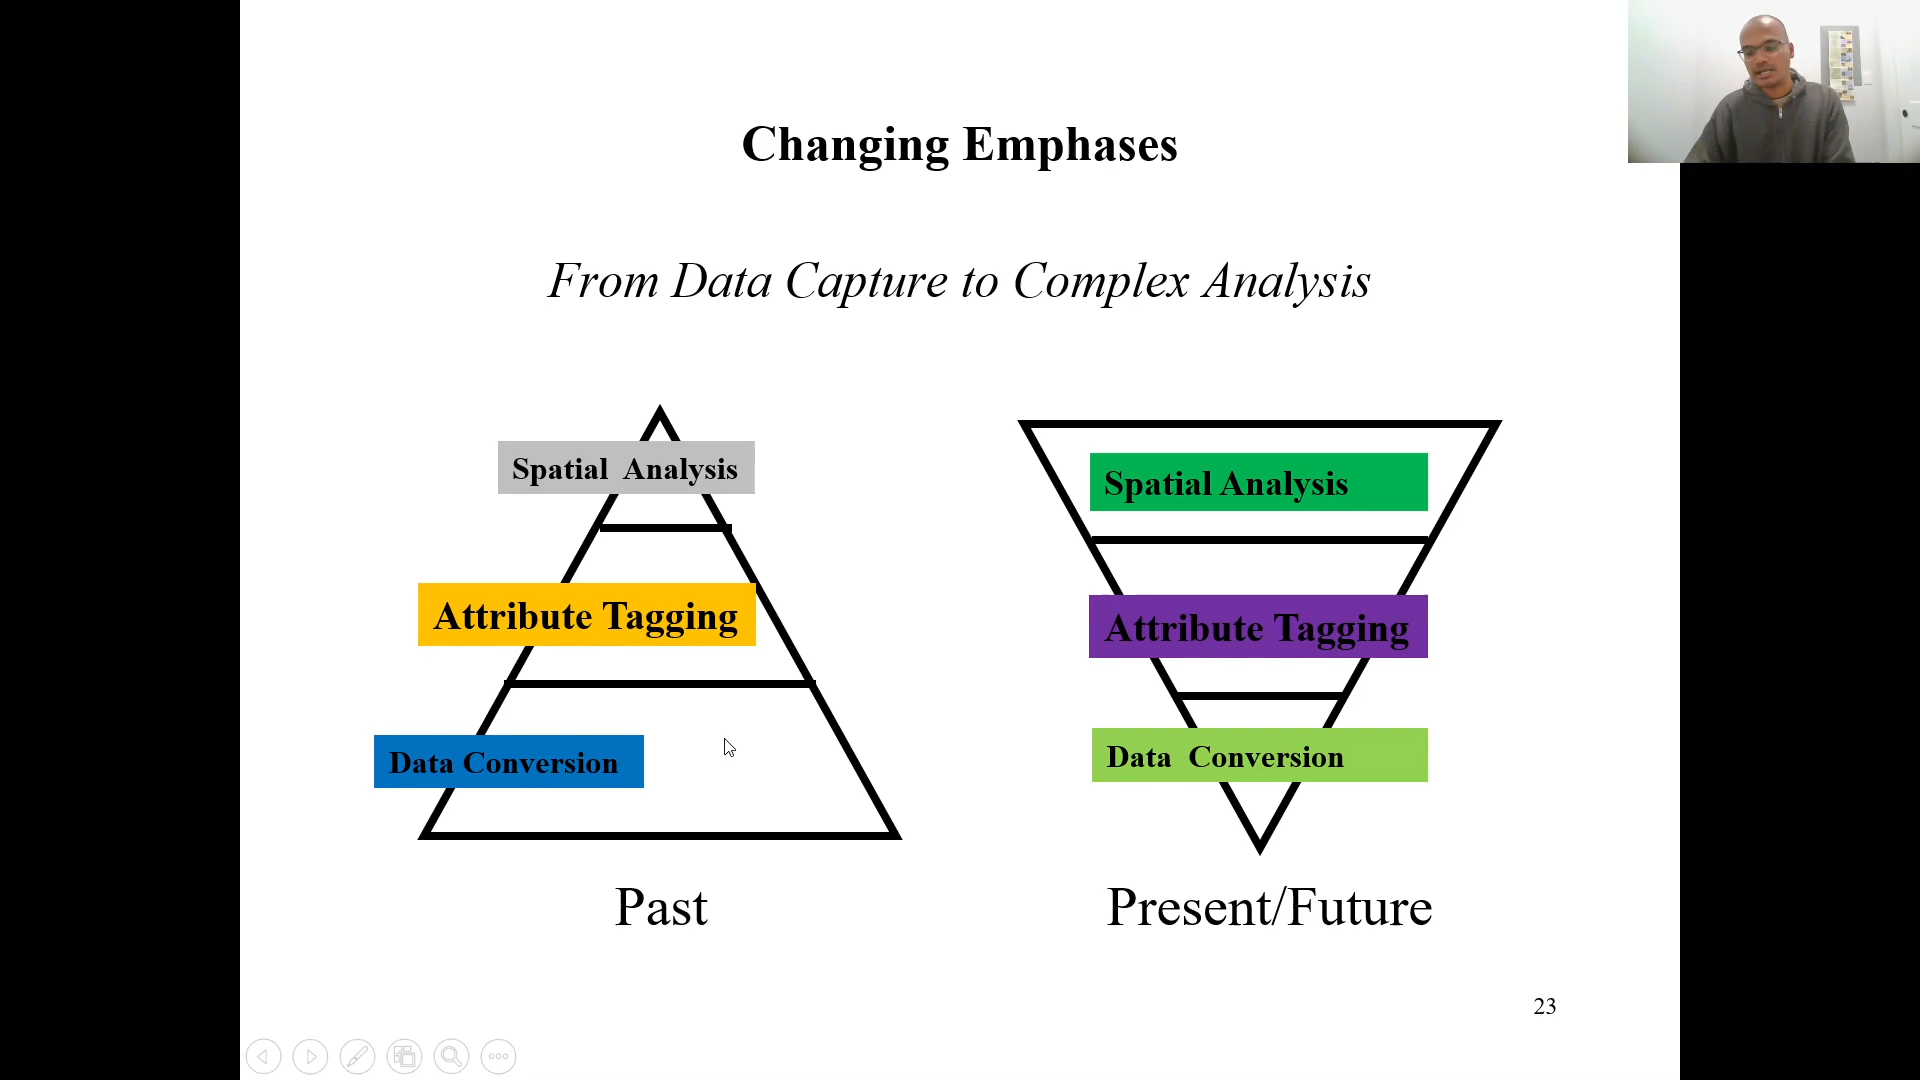 Changing Emphases
From Data Capture to Complex Analysis
Spatial Analysis
Attribute Tagging
Data Conversion
Past
Spatial Analysis
Attribute Tagging
Data Conversion
Present/Future
23